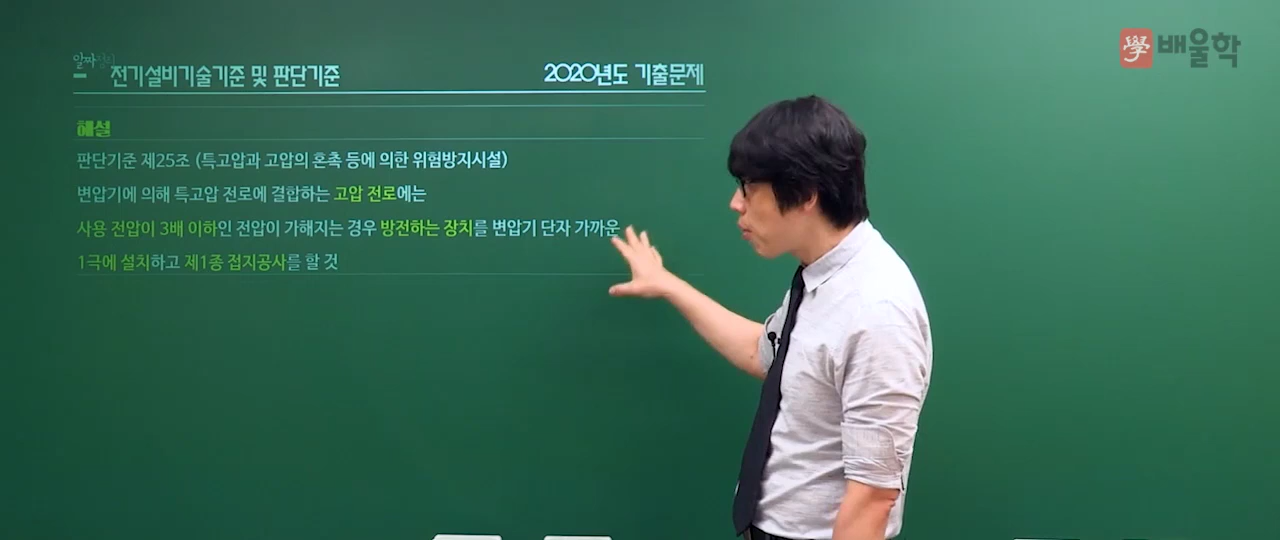 알짜정리
전기설비기술기준 및 판단기준
2020년도 기출문제
學 배울학
해설
판단기준 제25조 (특고압과 고압의 혼촉 등에 의한 위험방지시설)
변압기에 의해 특고압 전로에 결합하는 고압 전로에는
사용 전압이 3배 이하인 전압이 가해지는 경우 방전하는 장치를 변압기 단자 가까운
1극에 설치하고 제1종 접지공사를 할 것